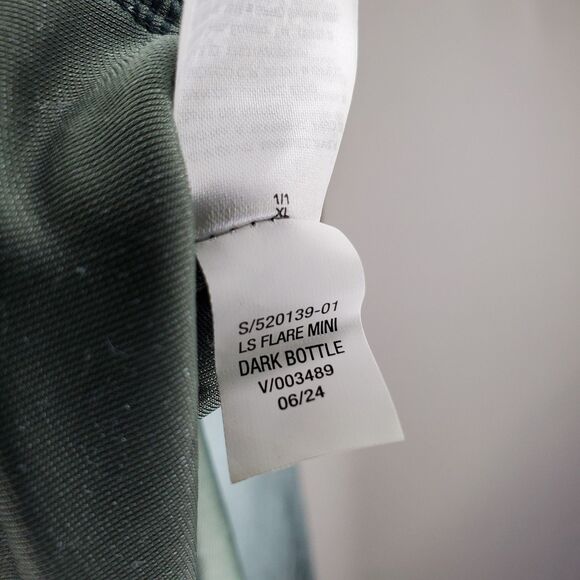 1/1
XL
S/520139-01
LS FLARE MINI
DARK BOTTLE
V/003489
06/24